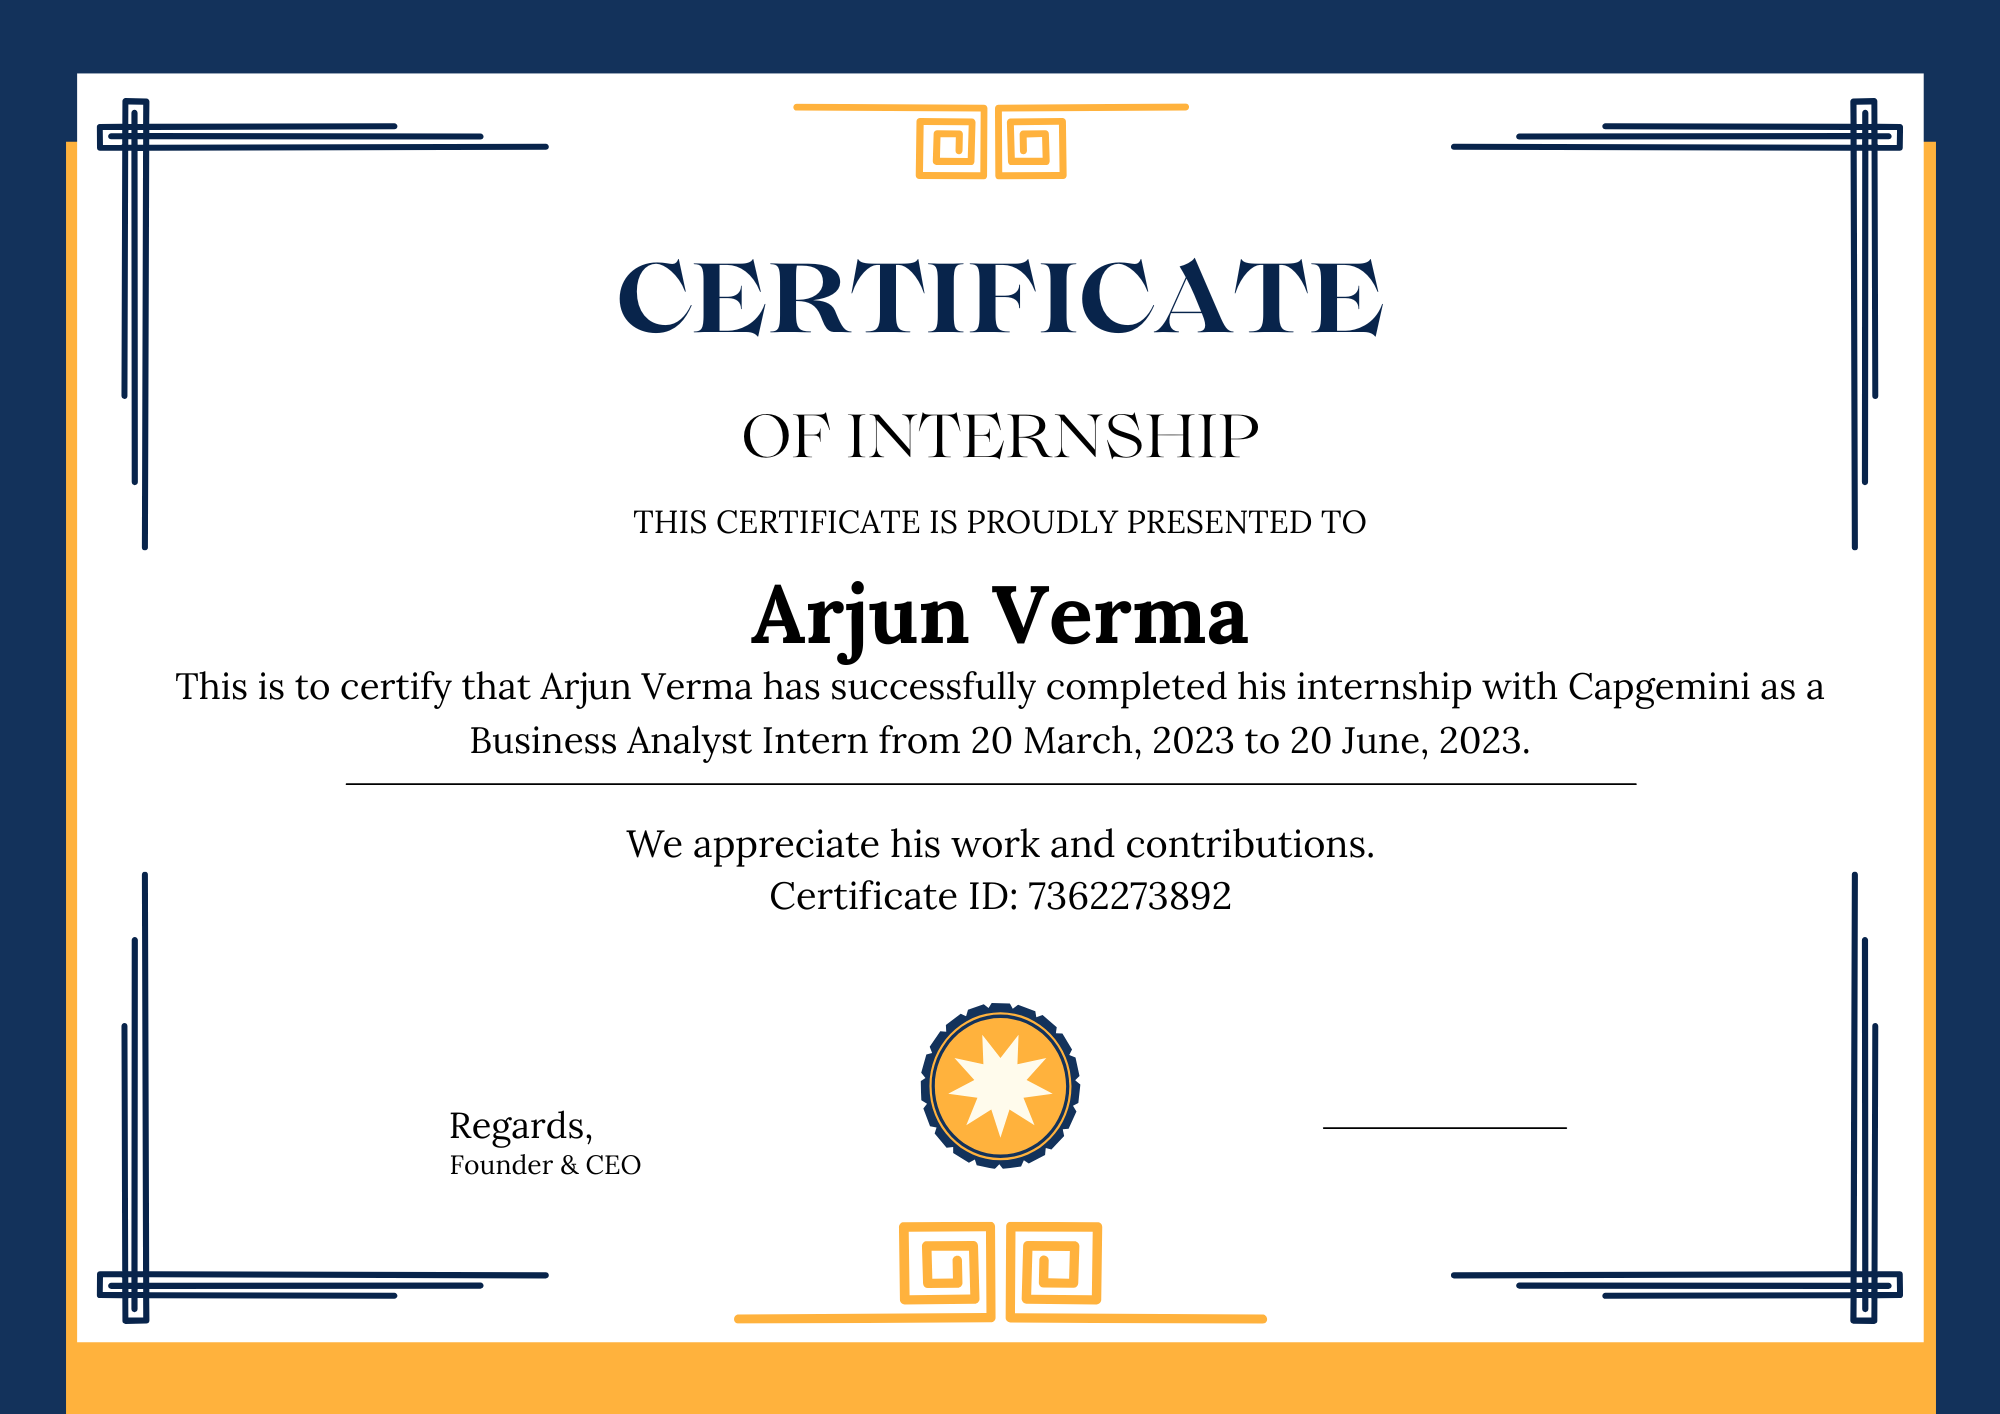 CERTIFICATE
OF INTERNSHIP
THIS CERTIFICATE IS PROUDLY PRESENTED TO
Arjun Verma
This is to certify that Arjun Verma has successfully completed his internship with Capgemini as a
Business Analyst Intern from 20 March, 2023 to 20 June, 2023.
We appreciate his work and contributions.
Certificate ID: 7362273892
Regards,
Founder & CEO